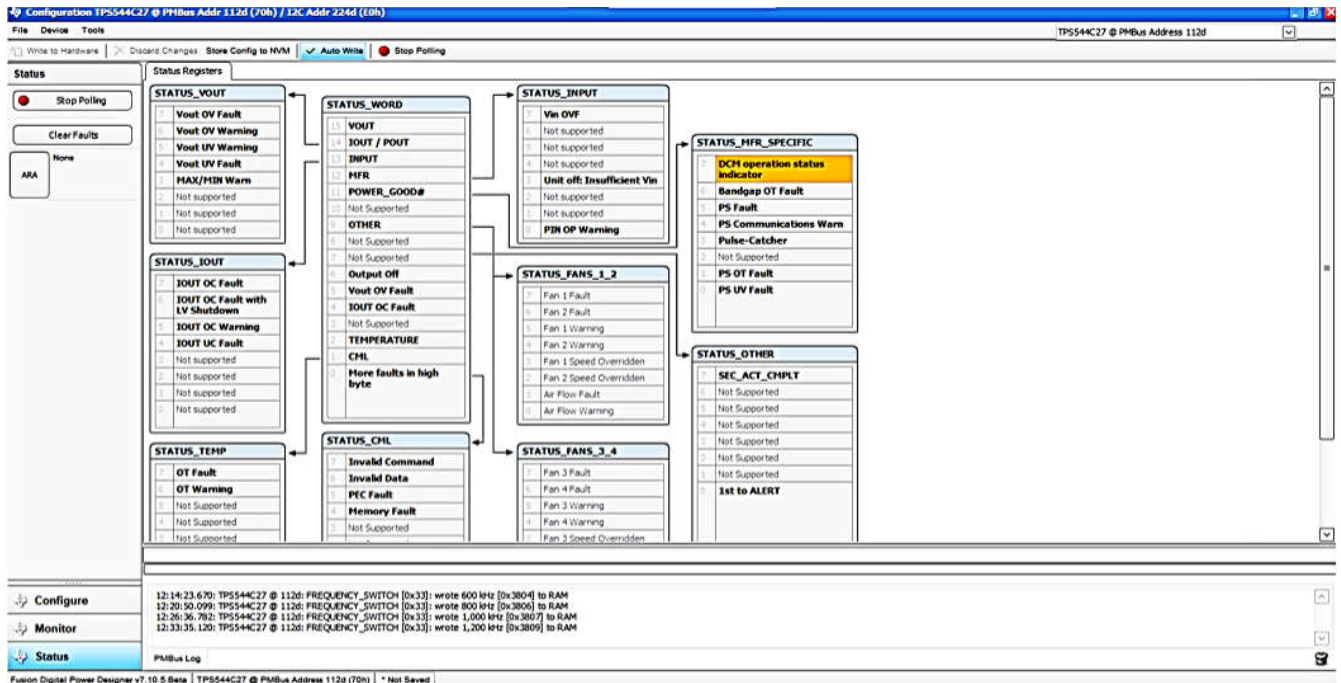 Configuration TPS544C27 @ PMBus Addr 112d (70h) / I2C Addr 224d (E0h)
File Device Tools
TPS544C27 @ PMBus Address 112d
Write to Hardware Discard Changes Store Config to NVM Auto Write Stop Polling
Status
Stop Polling
Clear Faults
ARA
None
Status Registers
STATUS_VOUT
7 Vout OV Fault
6 Vout OV Warning
5 Vout UV Warning
4 Vout UV Fault
3 MAX/MIN Warn
2 Not supported
1 Not supported
0 Not supported
STATUS_IOUT
7 IOUT OC Fault
6 IOUT OC Fault with
LV Shutdown
5 IOUT OC Warning
4 IOUT UC Fault
3 Not supported
2 Not supported
1 Not supported
0 Not supported
STATUS_TEMP
7 OT Fault
6 OT Warning
5 Not Supported
4 Not Supported
3 Not Supported
STATUS_WORD
15 VOUT
14 IOUT / POUT
13 INPUT
12 MFR
11 POWER_GOOD#
10 Not Supported
9 OTHER
8 Not Supported
7 Not Supported
6 Output Off
5 Vout OV Fault
4 IOUT OC Fault
3 Not Supported
2 TEMPERATURE
1 CML
0 More faults in high
byte
STATUS_CML
7 Invalid Command
6 Invalid Data
5 PEC Fault
4 Memory Fault
3 Not Supported
STATUS_INPUT
7 Vin OVF
6 Not supported
5 Not supported
4 Not supported
3 Unit off: Insufficient Vin
2 Not supported
1 Not supported
0 PIN OP Warning
STATUS_FANS_1_2
7 Fan 1 Fault
6 Fan 2 Fault
5 Fan 1 Warning
4 Fan 2 Warning
3 Fan 1 Speed Overridden
2 Fan 2 Speed Overridden
1 Air Flow Fault
0 Air Flow Warning
STATUS_FANS_3_4
7 Fan 3 Fault
6 Fan 4 Fault
5 Fan 3 Warning
4 Fan 4 Warning
3 Fan 3 Speed Overridden
STATUS_MFR_SPECIFIC
7 DCM operation status
indicator
6 Bandgap OT Fault
5 PS Fault
4 PS Communications Warn
3 Pulse-Catcher
2 Not Supported
1 PS OT Fault
0 PS UV Fault
STATUS_OTHER
7 SEC_ACT_CMPLT
6 Not Supported
5 Not Supported
4 Not Supported
3 Not Supported
2 Not Supported
1 Not Supported
0 1st to ALERT
Configure
Monitor
Status
12:14:23.670: TPS544C27 @ 112d: FREQUENCY_SWITCH [0x33]: wrote 600 kHz [0x3804] to RAM
12:20:50.099: TPS544C27 @ 112d: FREQUENCY_SWITCH [0x33]: wrote 800 kHz [0x3806] to RAM
12:26:36.782: TPS544C27 @ 112d: FREQUENCY_SWITCH [0x33]: wrote 1,000 kHz [0x3807] to RAM
12:33:35.120: TPS544C27 @ 112d: FREQUENCY_SWITCH [0x33]: wrote 1,200 kHz [0x3809] to RAM
PMBus Log
Fusion Digital Power Designer v7.10.5.Beta TPS544C27 @ PMBus Address 112d (70h) * Not Saved